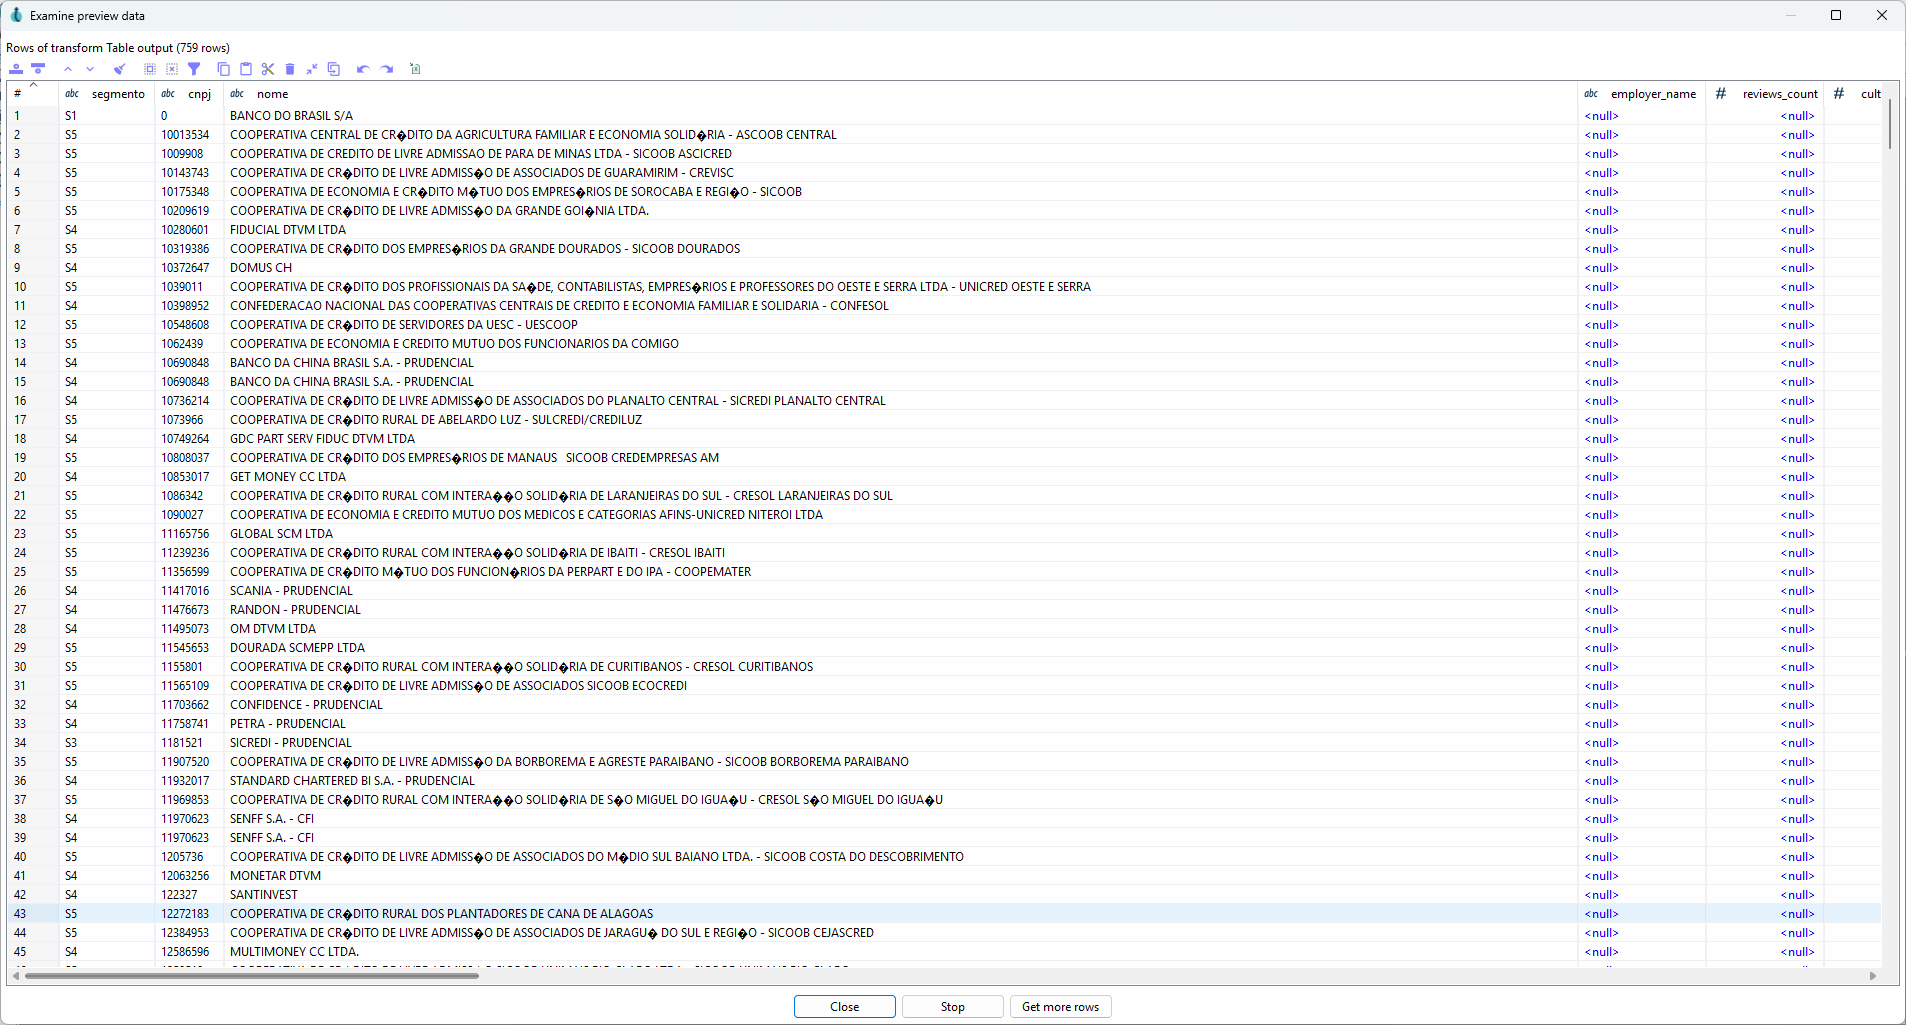 Examine preview data
Rows of transform Table output (759 rows)
# abc segmento abc cnpj abc nome abc employer_name # reviews_count # cult
1 S1 0 BANCO DO BRASIL S/A <null> <null>
2 S5 10013534 COOPERATIVA CENTRAL DE CR�DITO DA AGRICULTURA FAMILIAR E ECONOMIA SOLID�RIA - ASCOOB CENTRAL <null> <null>
3 S5 1009908 COOPERATIVA DE CREDITO DE LIVRE ADMISSAO DE PARA DE MINAS LTDA - SICOOB ASCICRED <null> <null>
4 S5 10143743 COOPERATIVA DE CR�DITO DE LIVRE ADMISS�O DE ASSOCIADOS DE GUARAMIRIM - CREVISC <null> <null>
5 S5 10175348 COOPERATIVA DE ECONOMIA E CR�DITO M�TUO DOS EMPRES�RIOS DE SOROCABA E REGI�O - SICOOB <null> <null>
6 S5 10209619 COOPERATIVA DE CR�DITO DE LIVRE ADMISS�O DA GRANDE GOI�NIA LTDA. <null> <null>
7 S4 10280601 FIDUCIAL DTVM LTDA <null> <null>
8 S5 10319386 COOPERATIVA DE CR�DITO DOS EMPRES�RIOS DA GRANDE DOURADOS - SICOOB DOURADOS <null> <null>
9 S4 10372647 DOMUS CH <null> <null>
10 S5 1039011 COOPERATIVA DE CR�DITO DOS PROFISSIONAIS DA SA�DE, CONTABILISTAS, EMPRES�RIOS E PROFESSORES DO OESTE E SERRA LTDA - UNICRED OESTE E SERRA <null> <null>
11 S4 10398952 CONFEDERACAO NACIONAL DAS COOPERATIVAS CENTRAIS DE CREDITO E ECONOMIA FAMILIAR E SOLIDARIA - CONFESOL <null> <null>
12 S5 10548608 COOPERATIVA DE CR�DITO DE SERVIDORES DA UESC - UESCOOP <null> <null>
13 S5 1062439 COOPERATIVA DE ECONOMIA E CREDITO MUTUO DOS FUNCIONARIOS DA COMIGO <null> <null>
14 S4 10690848 BANCO DA CHINA BRASIL S.A. - PRUDENCIAL <null> <null>
15 S4 10690848 BANCO DA CHINA BRASIL S.A. - PRUDENCIAL <null> <null>
16 S4 10736214 COOPERATIVA DE CR�DITO DE LIVRE ADMISS�O DE ASSOCIADOS DO PLANALTO CENTRAL - SICREDI PLANALTO CENTRAL <null> <null>
17 S5 1073966 COOPERATIVA DE CR�DITO RURAL DE ABELARDO LUZ - SULCREDI/CREDILUZ <null> <null>
18 S4 10749264 GDC PART SERV FIDUC DTVM LTDA <null> <null>
19 S5 10808037 COOPERATIVA DE CR�DITO DOS EMPRES�RIOS DE MANAUS   SICOOB CREDEMPRESAS AM <null> <null>
20 S4 10853017 GET MONEY CC LTDA <null> <null>
21 S5 1086342 COOPERATIVA DE CR�DITO RURAL COM INTERA��O SOLID�RIA DE LARANJEIRAS DO SUL - CRESOL LARANJEIRAS DO SUL <null> <null>
22 S5 1090027 COOPERATIVA DE ECONOMIA E CREDITO MUTUO DOS MEDICOS E CATEGORIAS AFINS-UNICRED NITEROI LTDA <null> <null>
23 S5 11165756 GLOBAL SCM LTDA <null> <null>
24 S5 11239236 COOPERATIVA DE CR�DITO RURAL COM INTERA��O SOLID�RIA DE IBAITI - CRESOL IBAITI <null> <null>
25 S5 11356599 COOPERATIVA DE CR�DITO M�TUO DOS FUNCION�RIOS DA PERPART E DO IPA - COOPEMATER <null> <null>
26 S4 11417016 SCANIA - PRUDENCIAL <null> <null>
27 S4 11476673 RANDON - PRUDENCIAL <null> <null>
28 S4 11495073 OM DTVM LTDA <null> <null>
29 S5 11545653 DOURADA SCMEPP LTDA <null> <null>
30 S5 1155801 COOPERATIVA DE CR�DITO RURAL COM INTERA��O SOLID�RIA DE CURITIBANOS - CRESOL CURITIBANOS <null> <null>
31 S5 11565109 COOPERATIVA DE CR�DITO DE LIVRE ADMISS�O DE ASSOCIADOS SICOOB ECOCREDI <null> <null>
32 S4 11703662 CONFIDENCE - PRUDENCIAL <null> <null>
33 S4 11758741 PETRA - PRUDENCIAL <null> <null>
34 S3 1181521 SICREDI - PRUDENCIAL <null> <null>
35 S5 11907520 COOPERATIVA DE CR�DITO DE LIVRE ADMISS�O DA BORBOREMA E AGRESTE PARAIBANO - SICOOB BORBOREMA PARAIBANO <null> <null>
36 S4 11932017 STANDARD CHARTERED BI S.A. - PRUDENCIAL <null> <null>
37 S5 11969853 COOPERATIVA DE CR�DITO RURAL COM INTERA��O SOLID�RIA DE S�O MIGUEL DO IGUA�U - CRESOL S�O MIGUEL DO IGUA�U <null> <null>
38 S4 11970623 SENFF S.A. - CFI <null> <null>
39 S4 11970623 SENFF S.A. - CFI <null> <null>
40 S5 1205736 COOPERATIVA DE CR�DITO DE LIVRE ADMISS�O DE ASSOCIADOS DO M�DIO SUL BAIANO LTDA. - SICOOB COSTA DO DESCOBRIMENTO <null> <null>
41 S4 12063256 MONETAR DTVM <null> <null>
42 S4 122327 SANTINVEST <null> <null>
43 S5 12272183 COOPERATIVA DE CR�DITO RURAL DOS PLANTADORES DE CANA DE ALAGOAS <null> <null>
44 S5 12384953 COOPERATIVA DE CR�DITO DE LIVRE ADMISS�O DE ASSOCIADOS DE JARAGU� DO SUL E REGI�O - SICOOB CEJASCRED <null> <null>
45 S4 12586596 MULTIMONEY CC LTDA. <null> <null>
Close Stop Get more rows